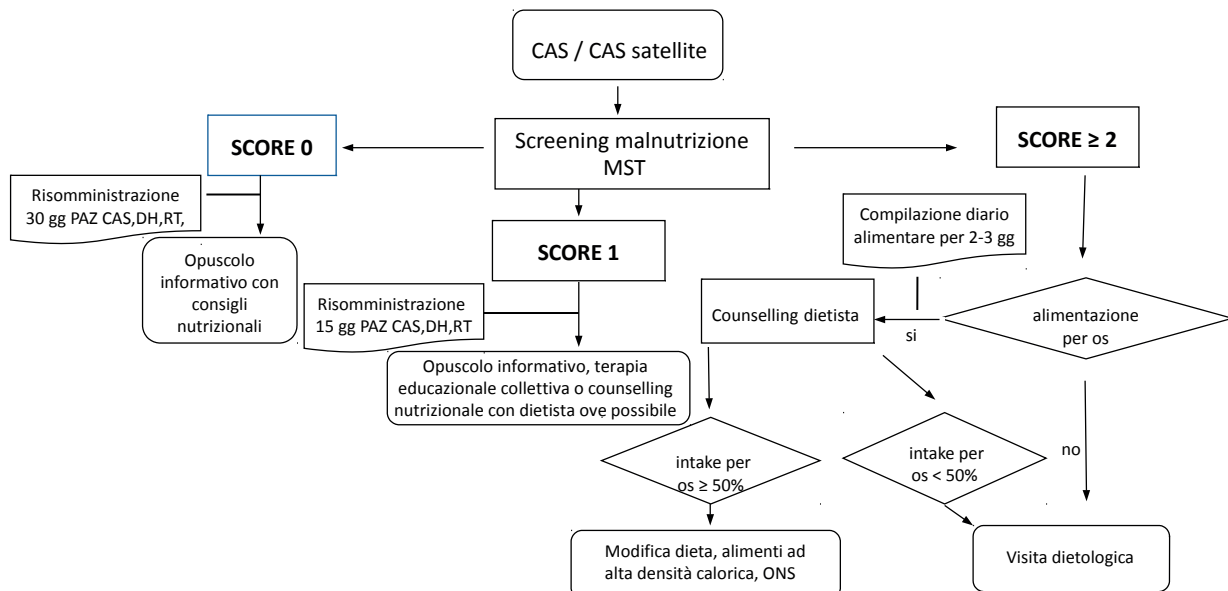 CAS / CAS satellite
SCORE 0
Screening malnutrizione
MST
SCORE ≥ 2
Risomministrazione
30 gg PAZ CAS,DH,RT,
Compilazione diario
alimentare per 2-3 gg
Opuscolo
informativo con
consigli
nutrizionali
SCORE 1
Risomministrazione
15 gg PAZ CAS,DH,RT
Counselling dietista
si
alimentazione
per os
Opuscolo informativo, terapia
educazionale collettiva o counselling
nutrizionale con dietista ove possibile
intake per
os ≥ 50%
intake per
os < 50%
no
Modifica dieta, alimenti ad
alta densità calorica, ONS
Visita dietologica